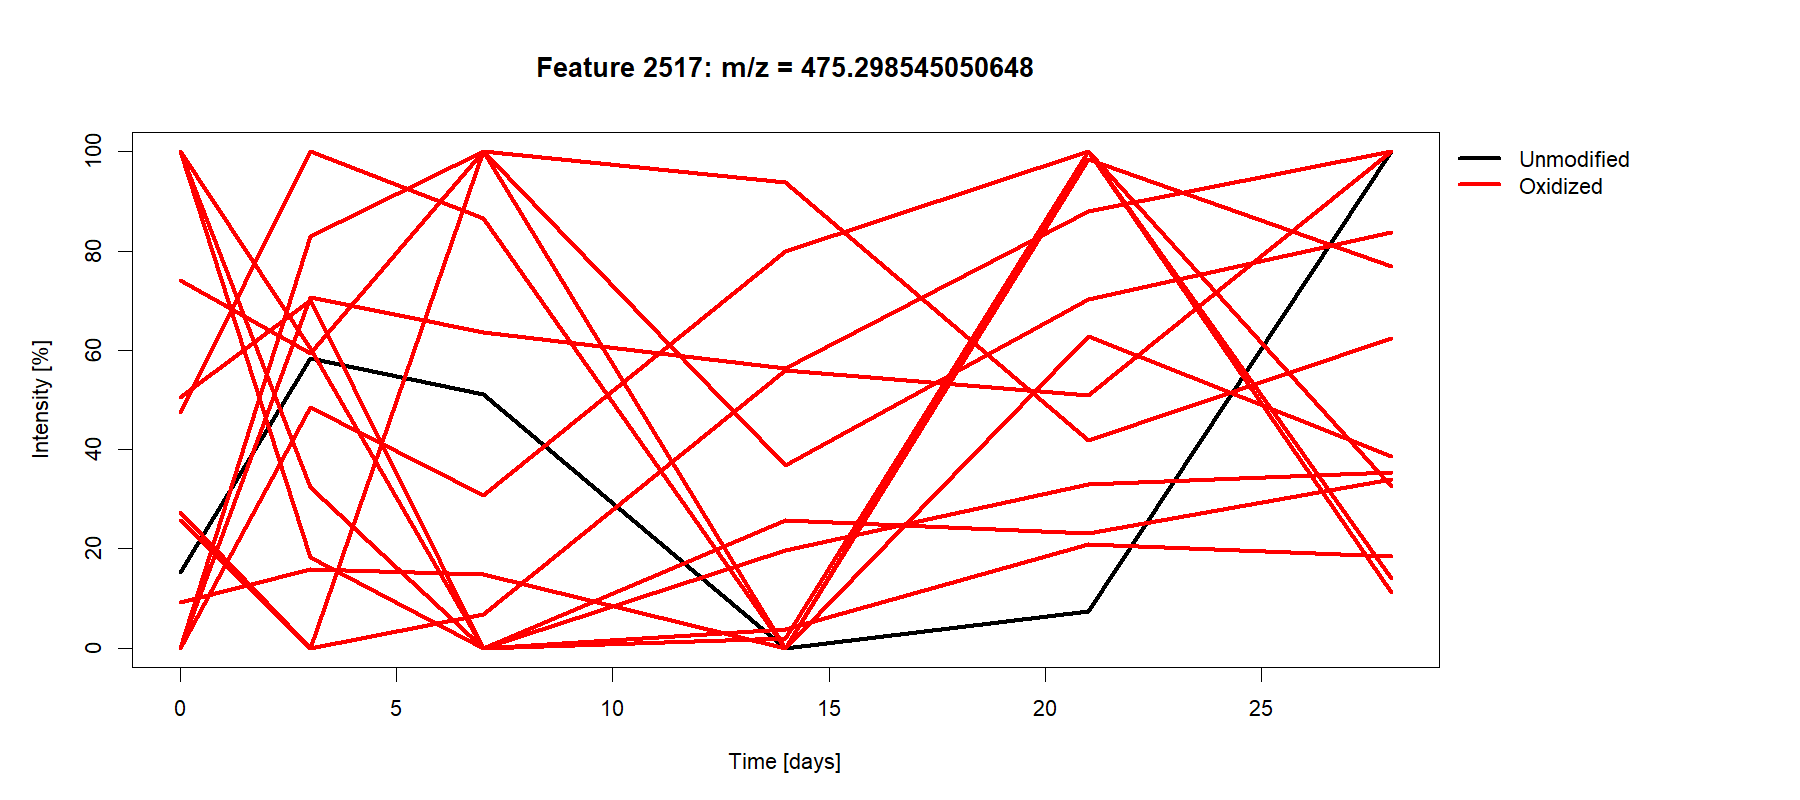 Feature 2517: m/z = 475.298545050648
Unmodified
Oxidized
Intensity [%]
100
80
60
40
20
0
0 5 10 15 20 25
Time [days]